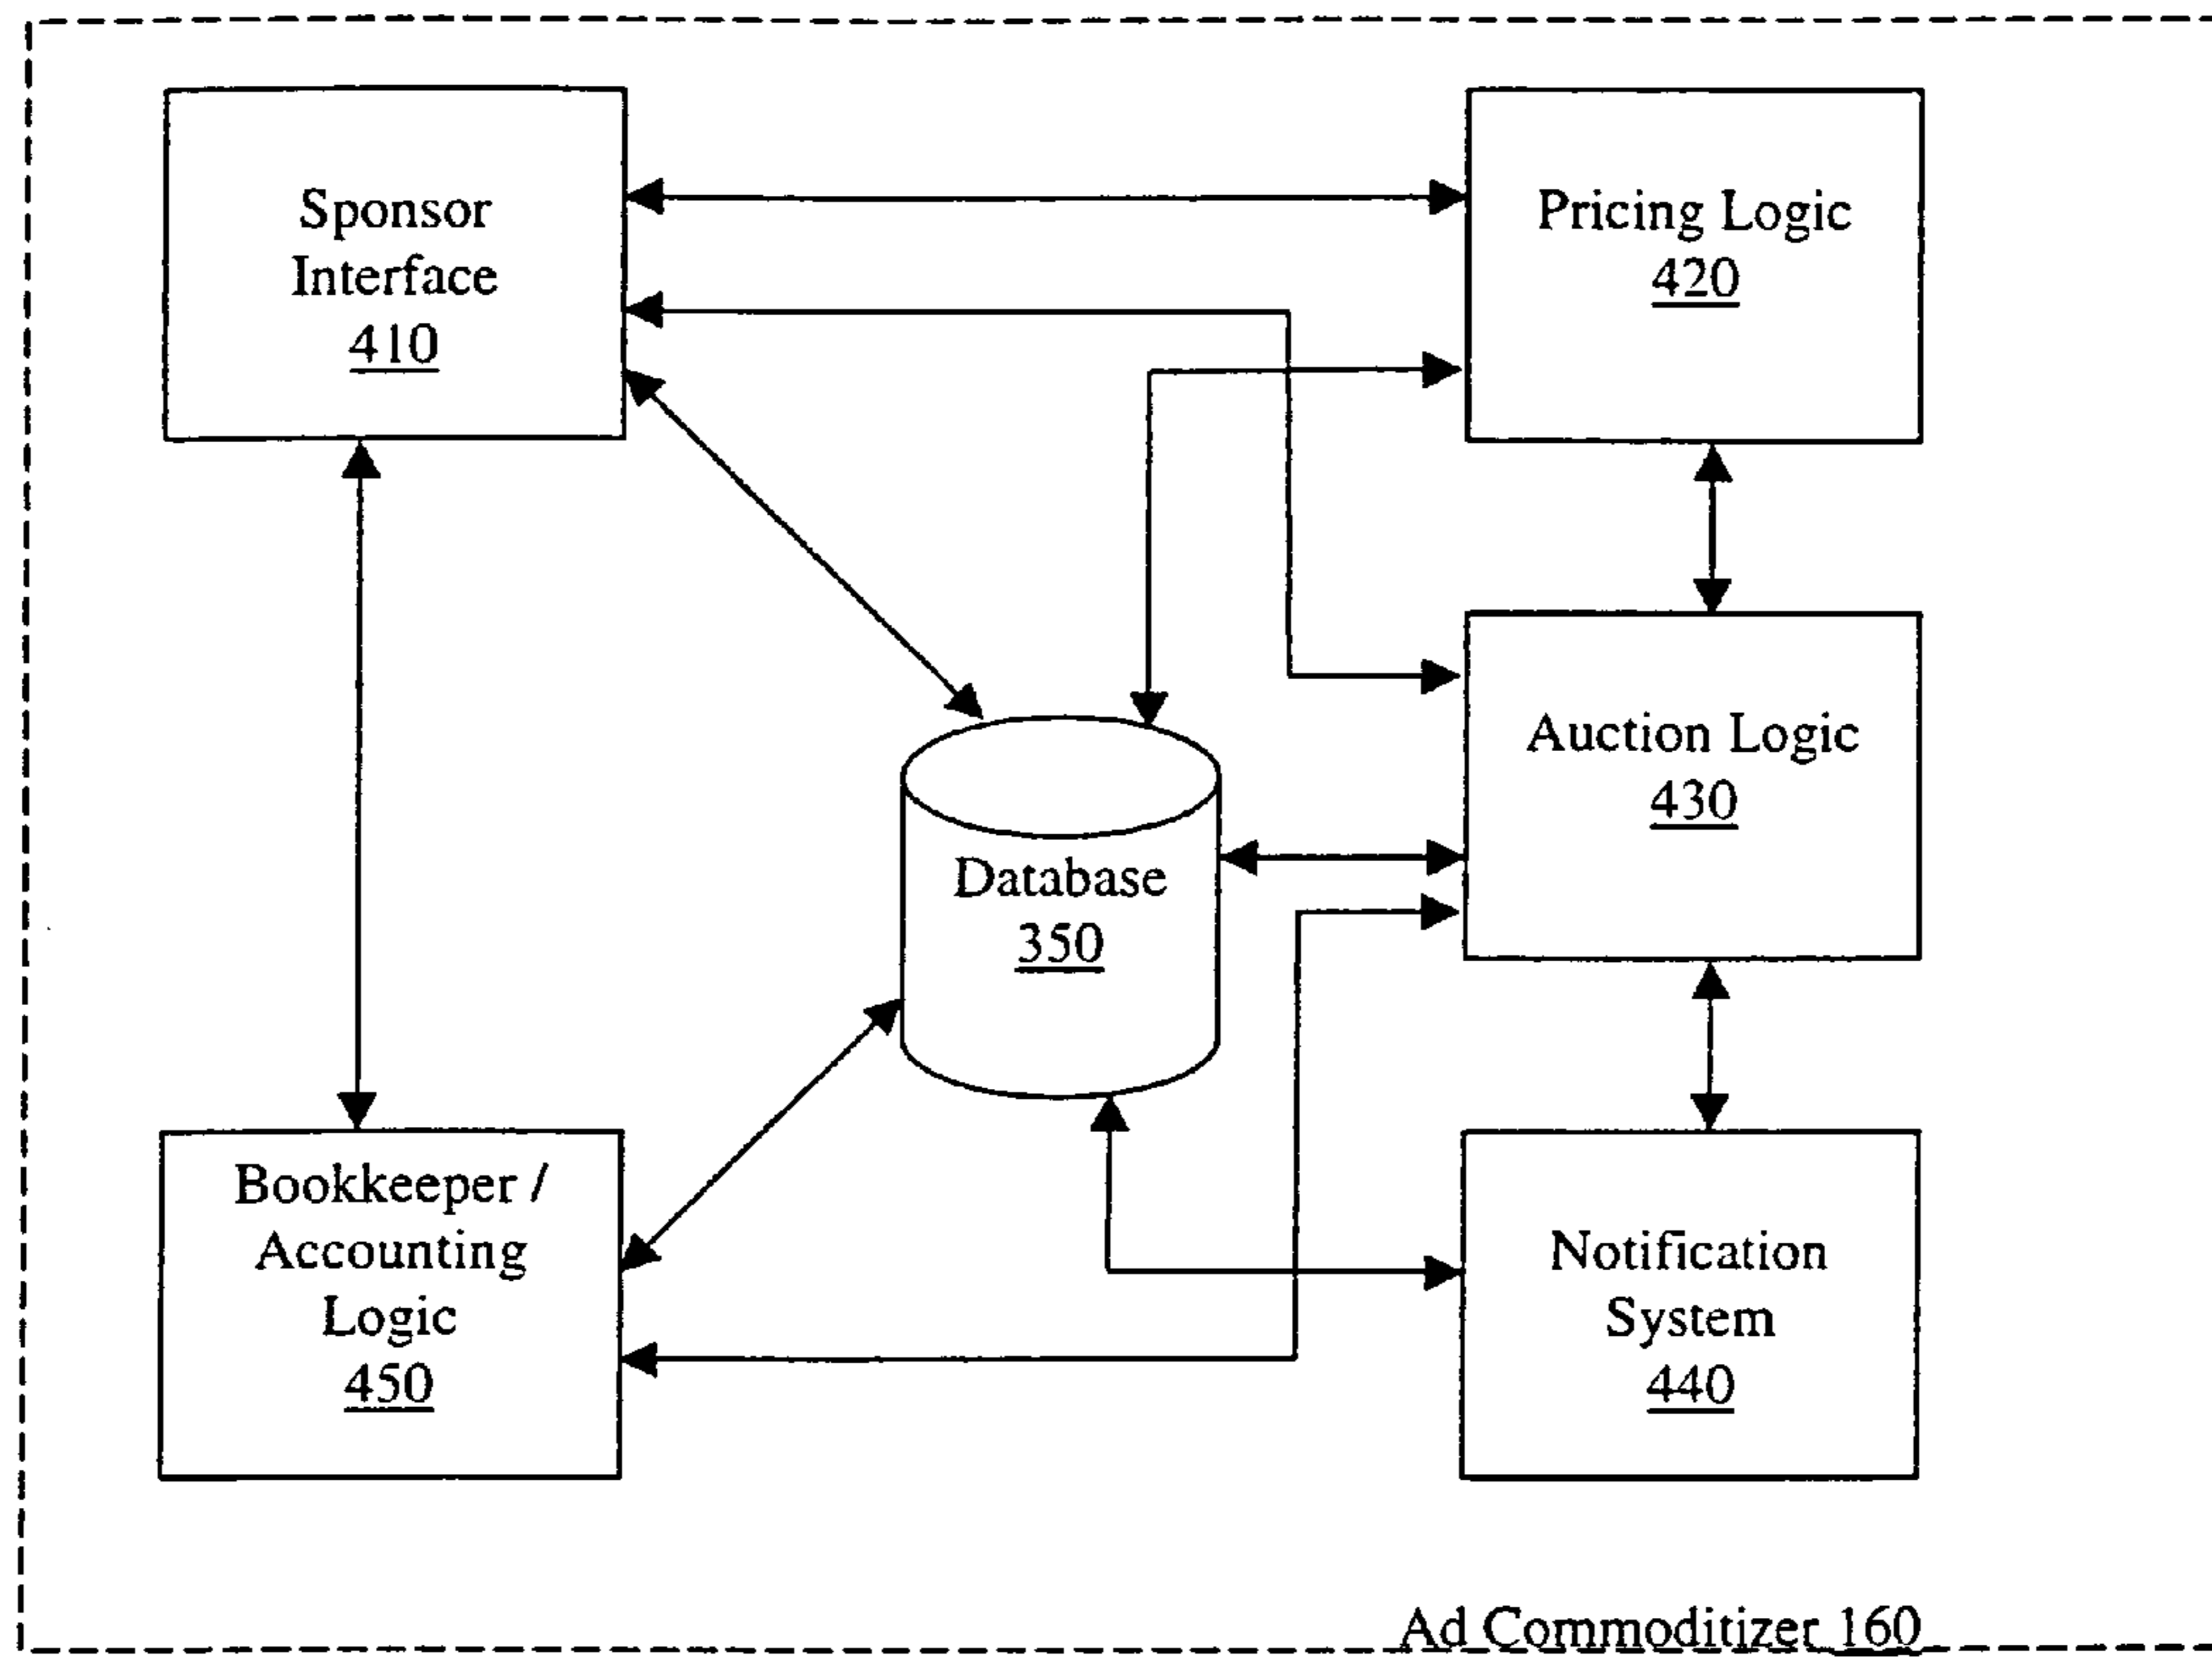 Sponsor
Interface
410
Pricing Logic
420
Auction Logic
430
Database
350
Bookkeeper /
Accounting
Logic
450
Notification
System
440
Ad Commoditizer 160